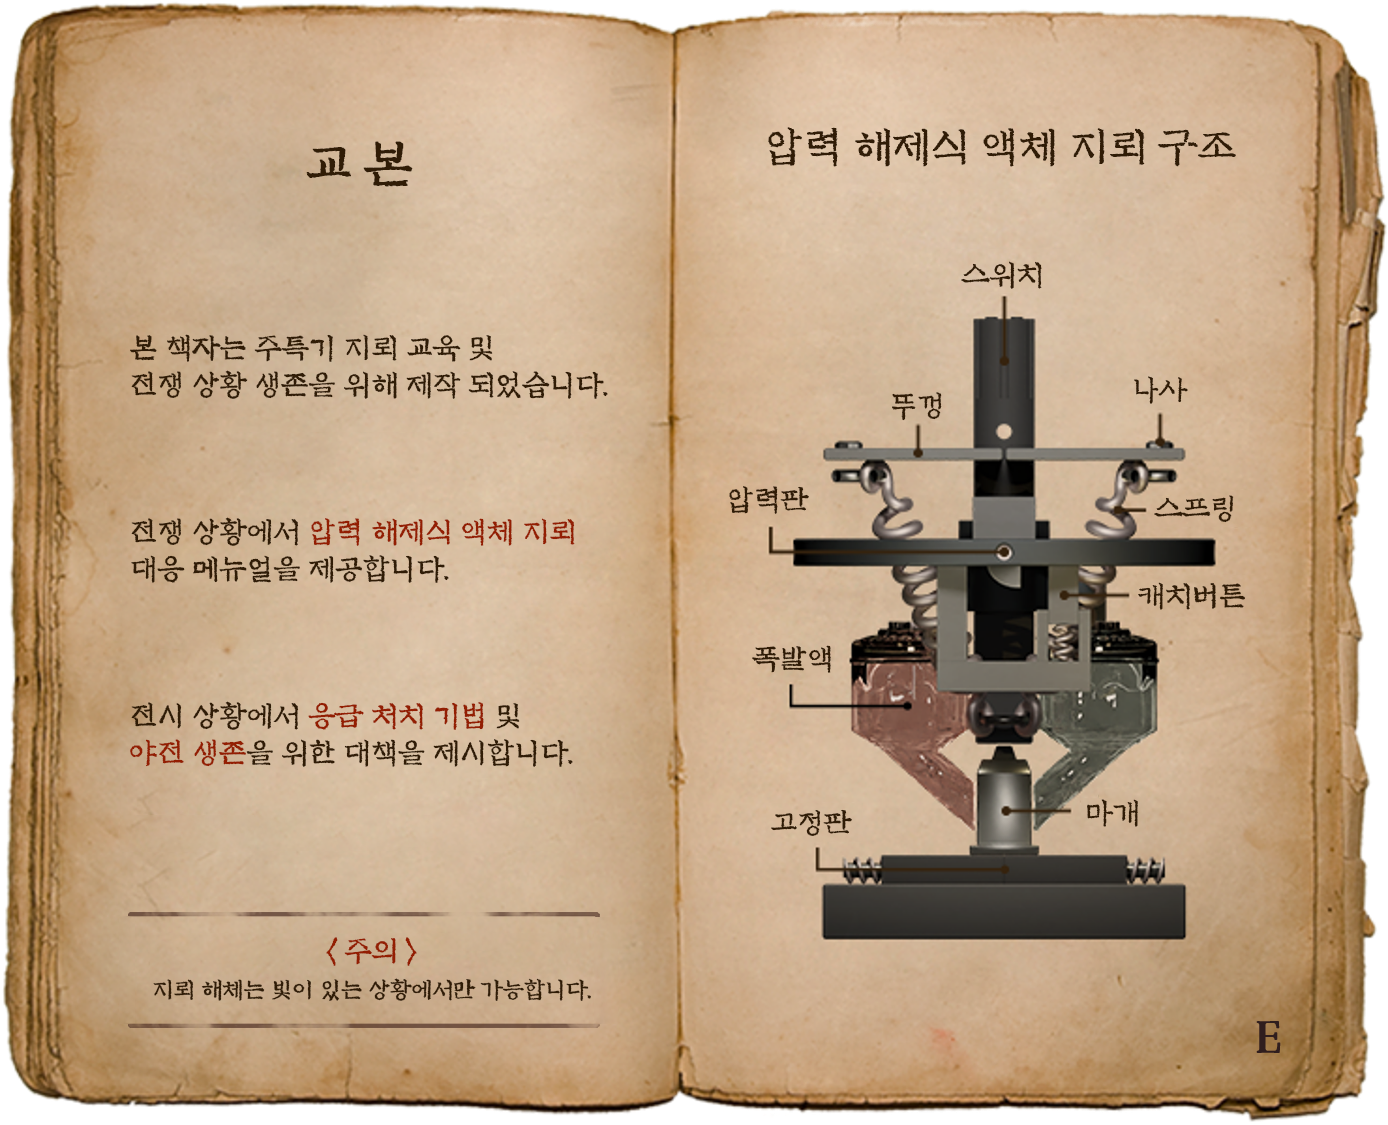 교 본
본 책자는 주특기 지뢰 교육 및
전쟁 상황 생존을 위해 제작 되었습니다.
전쟁 상황에서 압력 해제식 액체 지뢰
대응 메뉴얼을 제공합니다.
전시 상황에서 응급 처치 기법 및
야전 생존을 위한 대책을 제시합니다.
〈 주의 〉
지뢰 해체는 빛이 있는 상황에서만 가능합니다.
압력 해제식 액체 지뢰 구조
스위치
나사
뚜껑
압력판
스프링
캐치버튼
폭발액
마개
고정판
E